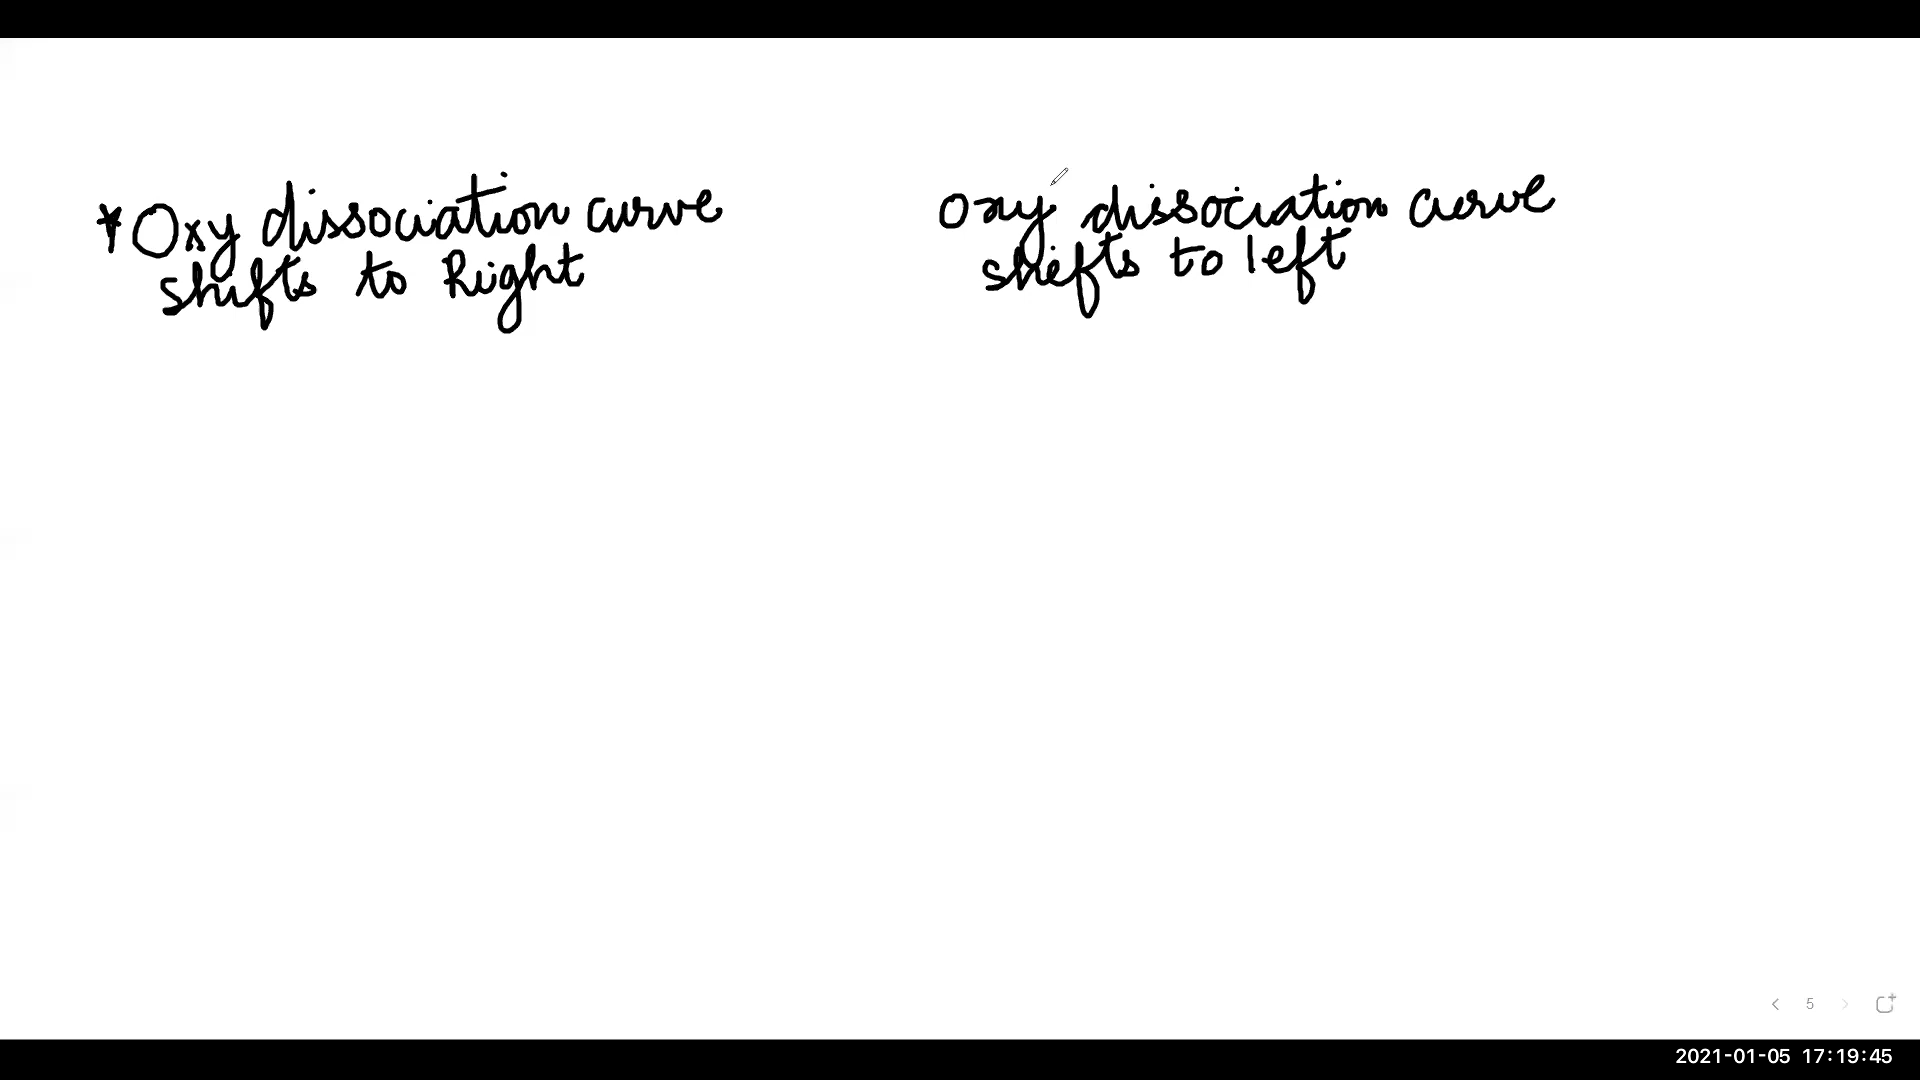 * Oxy dissociation curve
shifts to Right
Oxy dissociation curve
shifts to left
5
2021-01-05 17:19:45